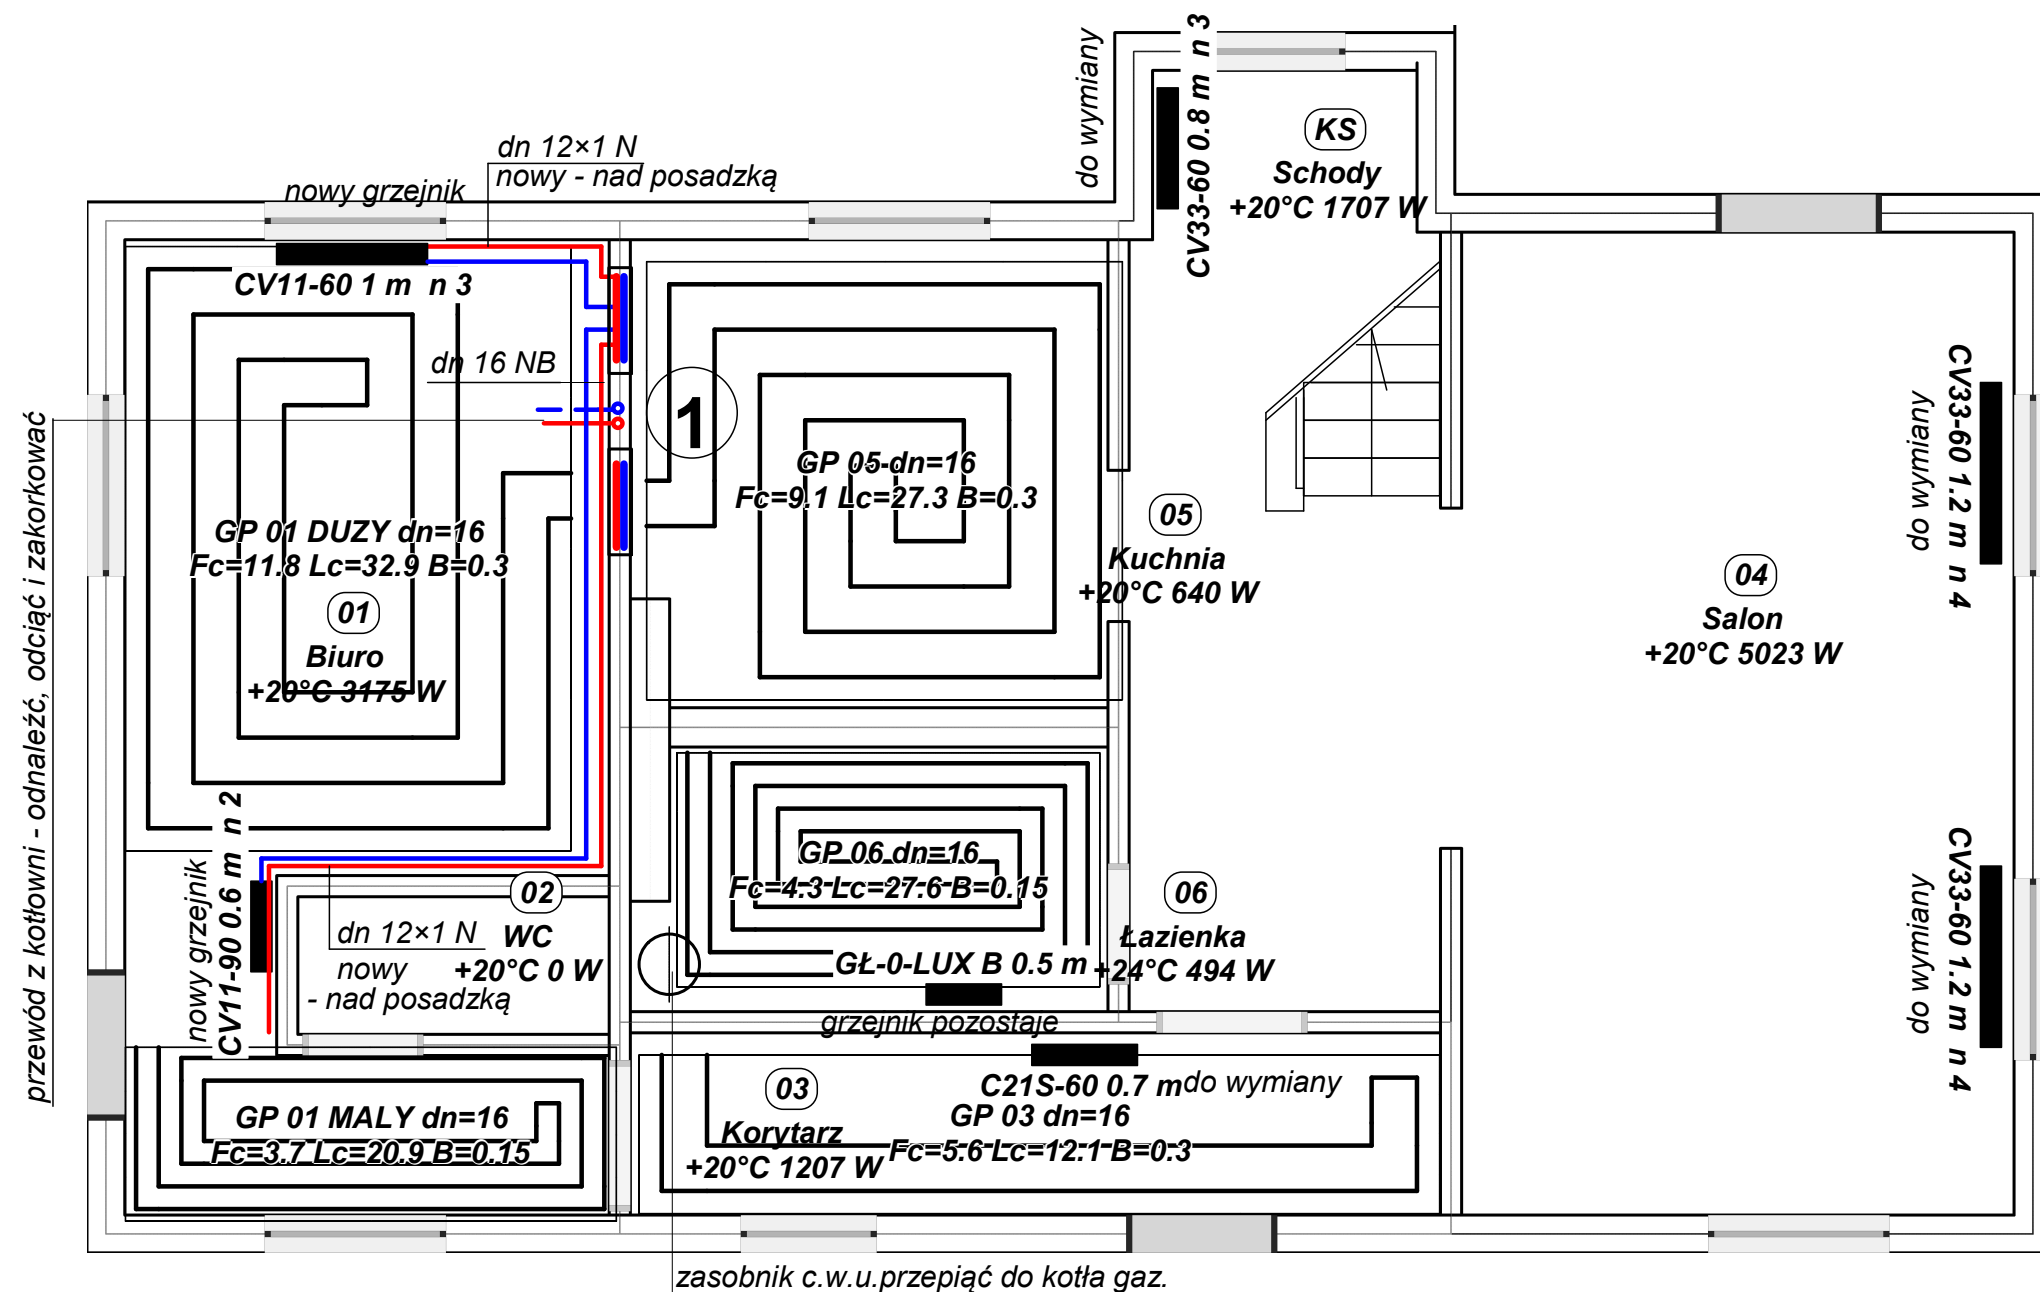 do wymiany
CV33-60 0.8 m  n 3
KS
Schody
+20°C 1707 W
dn 12×1 N
nowy - nad posadzką
nowy grzejnik
CV11-60 1 m  n 3
dn 16 NB
1
GP 05-dn=16
Fc=9.1 Lc=27.3 B=0.3
GP 01 DUZY dn=16
Fc=11.8 Lc=32.9 B=0.3
01
Biuro
+20°C 3175 W
05
Kuchnia
+20°C 640 W
04
Salon
+20°C 5023 W
do wymiany
CV33-60 1.2 m  n 4
przewód z kotłowni - odnaleźć, odciąć i zakorkować
nowy grzejnik
CV11-90 0.6 m  n 2
02
WC
+20°C 0 W
dn 12×1 N
nowy
- nad posadzką
GP 06 dn=16
Fc=4.3 Lc=27.6 B=0.15
GŁ-0-LUX B 0.5 m
grzejnik pozostaje
06
Łazienka
+24°C 494 W
do wymiany
CV33-60 1.2 m  n 4
GP 01 MALY dn=16
Fc=3.7 Lc=20.9 B=0.15
03
Korytarz
+20°C 1207 W
C21S-60 0.7 m
do wymiany
GP 03 dn=16
Fc=5.6 Lc=12.1 B=0.3
zasobnik c.w.u.przepiąć do kotła gaz.